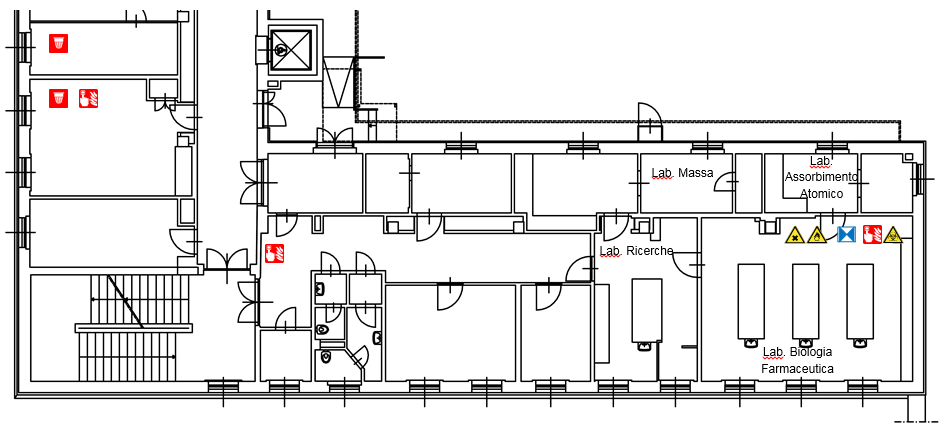 Lab. Massa
Lab.
Assorbimento
Atomico
Lab. Ricerche
Lab. Biologia
Farmaceutica